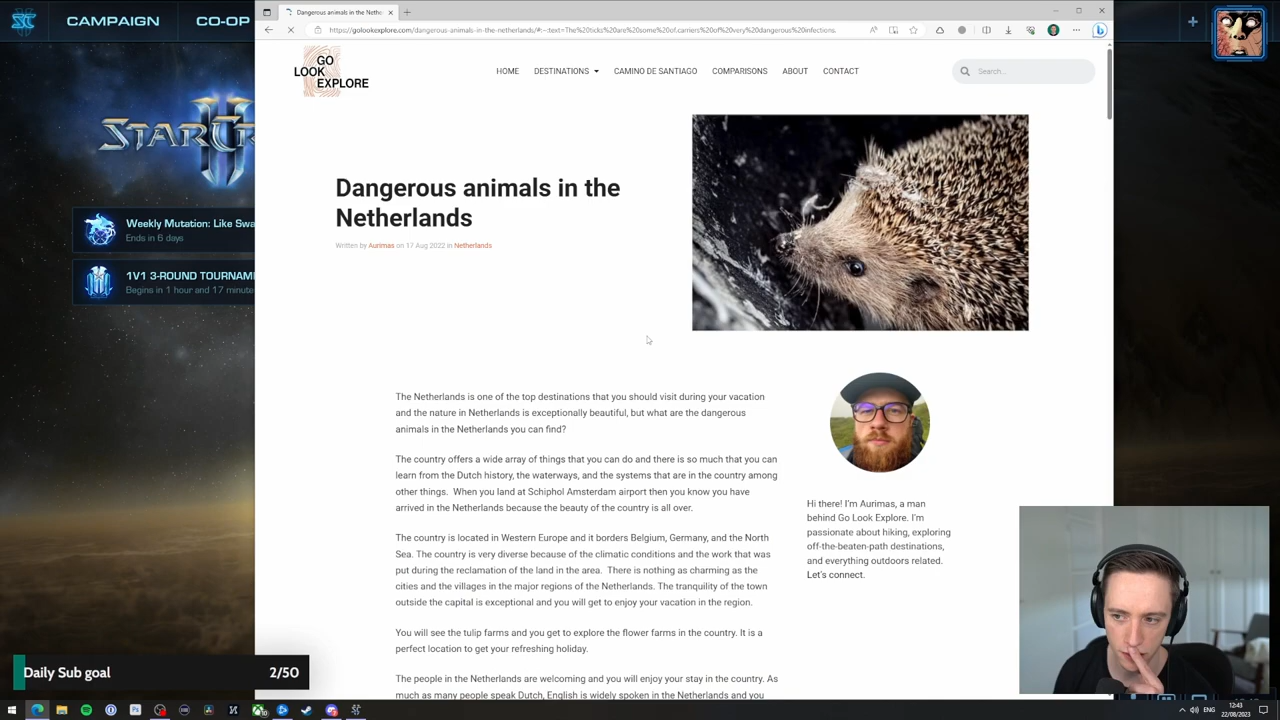 Dangerous animals in the Nethe
https://golookexplore.com/dangerous-animals-in-the-netherlands/#:~:text=The%20ticks%20are%20some%20of,carriers%20of%20very%20dangerous%20infections.
CAMPAIGN
CO-OP
GO
LOOK
EXPLORE
HOME
DESTINATIONS
CAMINO DE SANTIAGO
COMPARISONS
ABOUT
CONTACT
Search...
STARCR
II
Weekly Mutation: Like Swa
Ends in 6 days
1V1 3-ROUND TOURNAM
Begins in 1 hour and 17 minute
Dangerous animals in the
Netherlands
Written by Aurimas on 17 Aug 2022 in Netherlands
The Netherlands is one of the top destinations that you should visit during your vacation
and the nature in Netherlands is exceptionally beautiful, but what are the dangerous
animals in the Netherlands you can find?
The country offers a wide array of things that you can do and there is so much that you can
learn from the Dutch history, the waterways, and the systems that are in the country among
other things.  When you land at Schiphol Amsterdam airport then you know you have
arrived in the Netherlands because the beauty of the country is all over.
The country is located in Western Europe and it borders Belgium, Germany, and the North
Sea. The country is very diverse because of the climatic conditions and the work that was
put during the reclamation of the land in the area.  There is nothing as charming as the
cities and the villages in the major regions of the Netherlands. The tranquility of the town
outside the capital is exceptional and you will get to enjoy your vacation in the region.
You will see the tulip farms and you get to explore the flower farms in the country. It is a
perfect location to get your refreshing holiday.
The people in the Netherlands are welcoming and you will enjoy your stay in the country. As
much as many people speak Dutch, English is widely spoken in the Netherlands and you
Hi there! I'm Aurimas, a man
behind Go Look Explore. I'm
passionate about hiking, exploring
off-the-beaten-path destinations,
and everything outdoors related.
Let's connect.
Daily Sub goal
2/50
ENG
12:43
22/08/2023